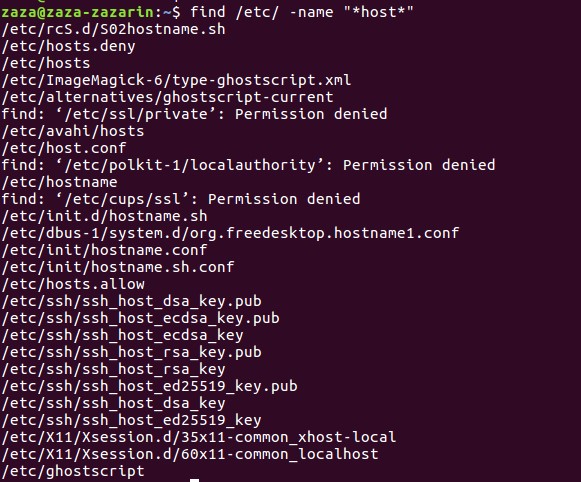 zaza@zaza-zazarin:~$ find /etc/ -name "*host*"
/etc/rcS.d/S02hostname.sh
/etc/hosts.deny
/etc/hosts
/etc/ImageMagick-6/type-ghostscript.xml
/etc/alternatives/ghostscript-current
find: ‘/etc/ssl/private’: Permission denied
/etc/avahi/hosts
/etc/host.conf
find: ‘/etc/polkit-1/localauthority’: Permission denied
/etc/hostname
find: ‘/etc/cups/ssl’: Permission denied
/etc/init.d/hostname.sh
/etc/dbus-1/system.d/org.freedesktop.hostname1.conf
/etc/init/hostname.conf
/etc/init/hostname.sh.conf
/etc/hosts.allow
/etc/ssh/ssh_host_dsa_key.pub
/etc/ssh/ssh_host_ecdsa_key.pub
/etc/ssh/ssh_host_ecdsa_key
/etc/ssh/ssh_host_rsa_key.pub
/etc/ssh/ssh_host_rsa_key
/etc/ssh/ssh_host_ed25519_key.pub
/etc/ssh/ssh_host_dsa_key
/etc/ssh/ssh_host_ed25519_key
/etc/X11/Xsession.d/35x11-common_xhost-local
/etc/X11/Xsession.d/60x11-common_localhost
/etc/ghostscript